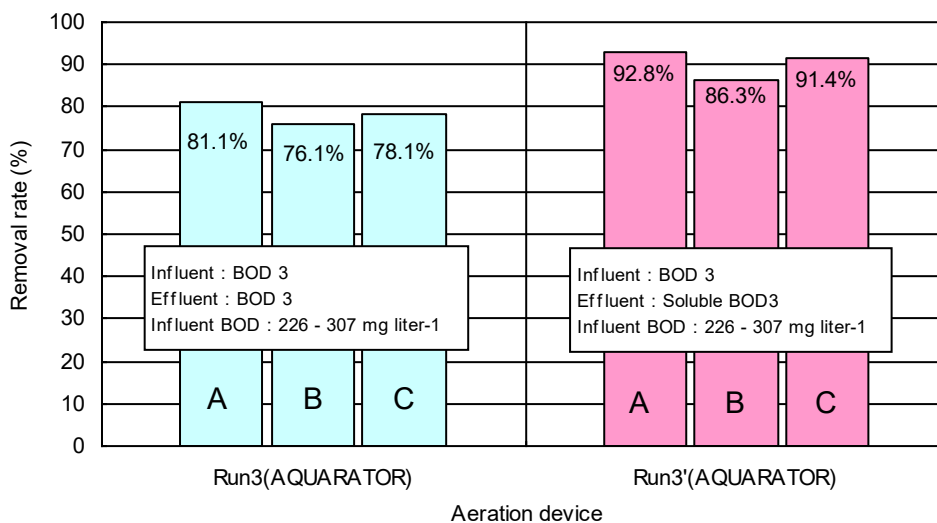 Removal rate (%)
100
90
80
70
60
50
40
30
20
10
0
81.1%
76.1%
78.1%
92.8%
86.3%
91.4%
Influent : BOD 3
Effluent : BOD 3
Influent BOD : 226 - 307 mg liter-1
Influent : BOD 3
Effluent : Soluble BOD3
Influent BOD : 226 - 307 mg liter-1
A B C
A B C
Run3(AQUARATOR)
Run3'(AQUARATOR)
Aeration device